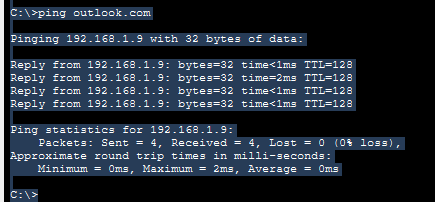 C:\>ping outlook.com
Pinging 192.168.1.9 with 32 bytes of data:
Reply from 192.168.1.9: bytes=32 time<1ms TTL=128
Reply from 192.168.1.9: bytes=32 time=2ms TTL=128
Reply from 192.168.1.9: bytes=32 time<1ms TTL=128
Reply from 192.168.1.9: bytes=32 time<1ms TTL=128
Ping statistics for 192.168.1.9:
    Packets: Sent = 4, Received = 4, Lost = 0 (0% loss),
Approximate round trip times in milli-seconds:
    Minimum = 0ms, Maximum = 2ms, Average = 0ms
C:\>